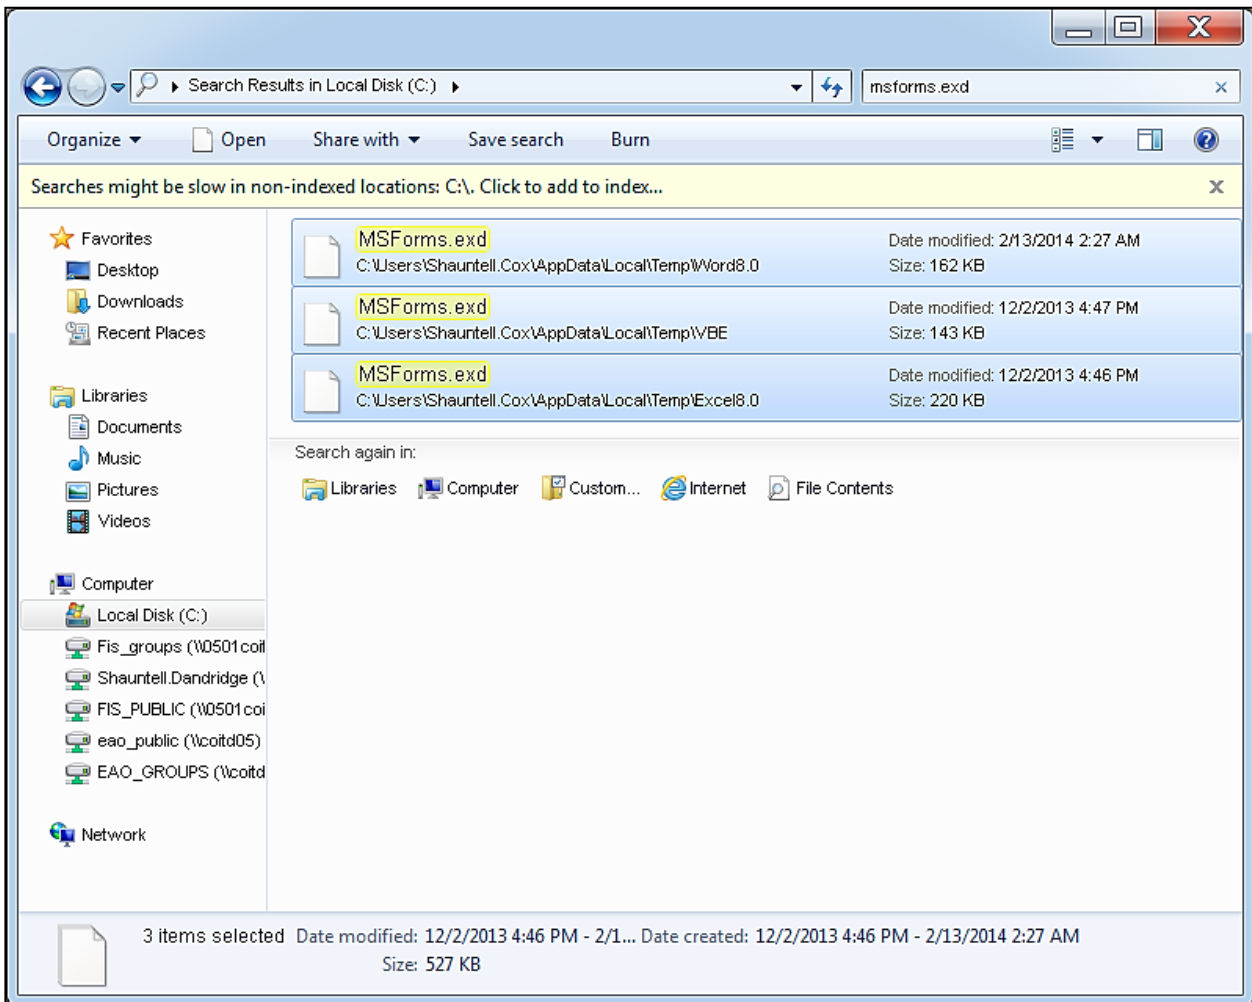 Search Results in Local Disk (C:)
msforms.exd
Organize Open Share with Save search Burn
Searches might be slow in non-indexed locations: C:\. Click to add to index...
Favorites
Desktop
Downloads
Recent Places
Libraries
Documents
Music
Pictures
Videos
Computer
Local Disk (C:)
Fis_groups (\\0501coit
Shauntell.Dandridge (\
FIS_PUBLIC (\\0501coi
eao_public (\\coitd05)
EAO_GROUPS (\\coitd
Network
MSForms.exd Date modified: 2/13/2014 2:27 AM
C:\Users\Shauntell.Cox\AppData\Local\Temp\Word8.0 Size: 162 KB
MSForms.exd Date modified: 12/2/2013 4:47 PM
C:\Users\Shauntell.Cox\AppData\Local\Temp\VBE Size: 143 KB
MSForms.exd Date modified: 12/2/2013 4:46 PM
C:\Users\Shauntell.Cox\AppData\Local\Temp\Excel8.0 Size: 220 KB
Search again in:
Libraries Computer Custom... Internet File Contents
3 items selected Date modified: 12/2/2013 4:46 PM - 2/1... Date created: 12/2/2013 4:46 PM - 2/13/2014 2:27 AM
Size: 527 KB